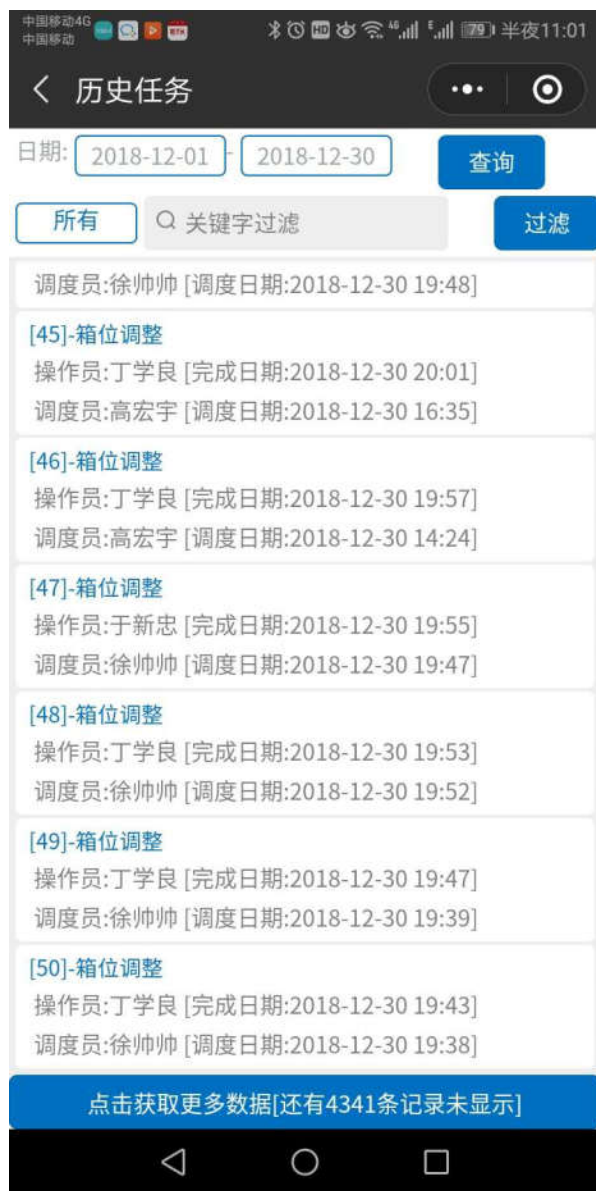 中国移动4G
中国移动
HD
79
半夜11:01
历史任务
日期: 2018-12-01 - 2018-12-30 查询
所有 关键字过滤 过滤
调度员:徐帅帅 [调度日期:2018-12-30 19:48]
[45]-箱位调整
操作员:丁学良 [完成日期:2018-12-30 20:01]
调度员:高宏宇 [调度日期:2018-12-30 16:35]
[46]-箱位调整
操作员:丁学良 [完成日期:2018-12-30 19:57]
调度员:高宏宇 [调度日期:2018-12-30 14:24]
[47]-箱位调整
操作员:于新忠 [完成日期:2018-12-30 19:55]
调度员:徐帅帅 [调度日期:2018-12-30 19:47]
[48]-箱位调整
操作员:丁学良 [完成日期:2018-12-30 19:53]
调度员:徐帅帅 [调度日期:2018-12-30 19:52]
[49]-箱位调整
操作员:丁学良 [完成日期:2018-12-30 19:47]
调度员:徐帅帅 [调度日期:2018-12-30 19:39]
[50]-箱位调整
操作员:丁学良 [完成日期:2018-12-30 19:43]
调度员:徐帅帅 [调度日期:2018-12-30 19:38]
点击获取更多数据[还有4341条记录未显示]